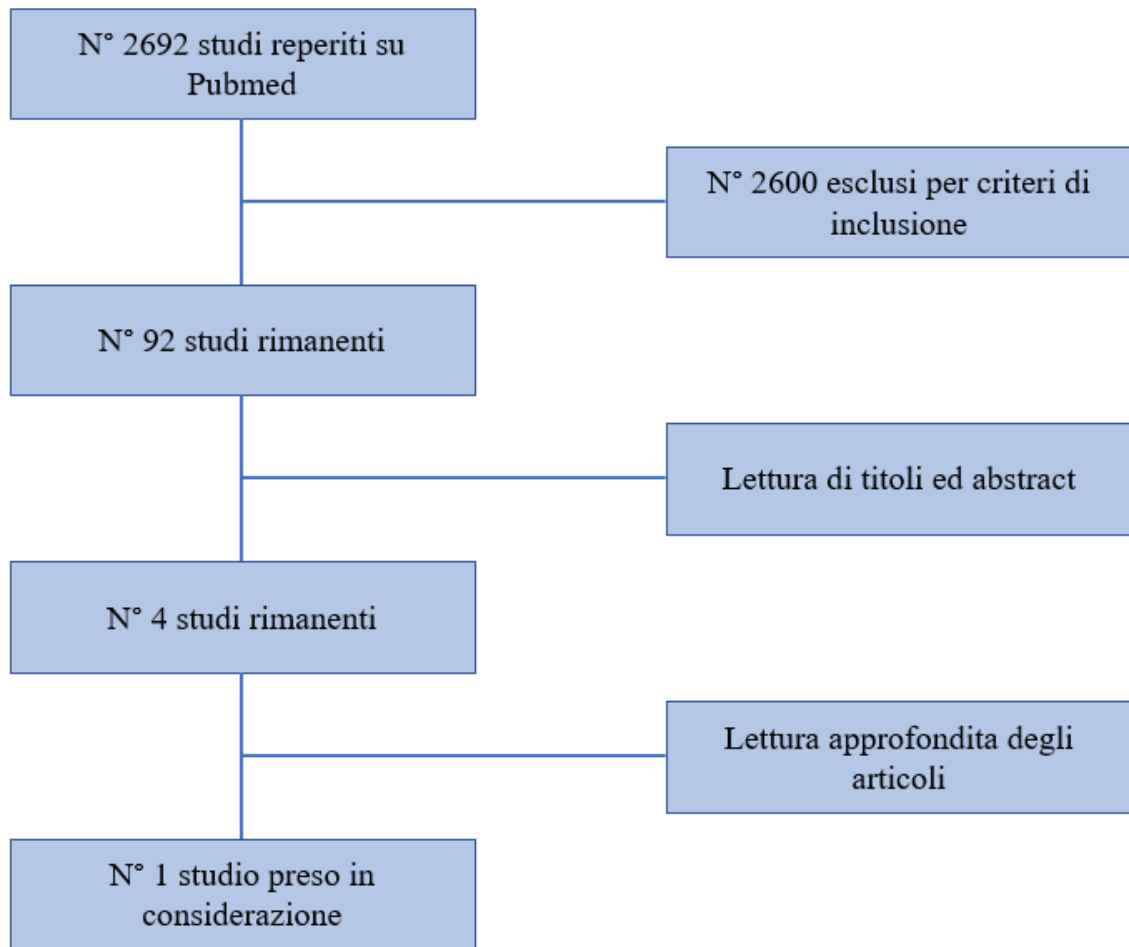 N° 2692 studi reperiti su
Pubmed
N° 2600 esclusi per criteri di
inclusione
N° 92 studi rimanenti
Lettura di titoli ed abstract
N° 4 studi rimanenti
Lettura approfondita degli
articoli
N° 1 studio preso in
considerazione